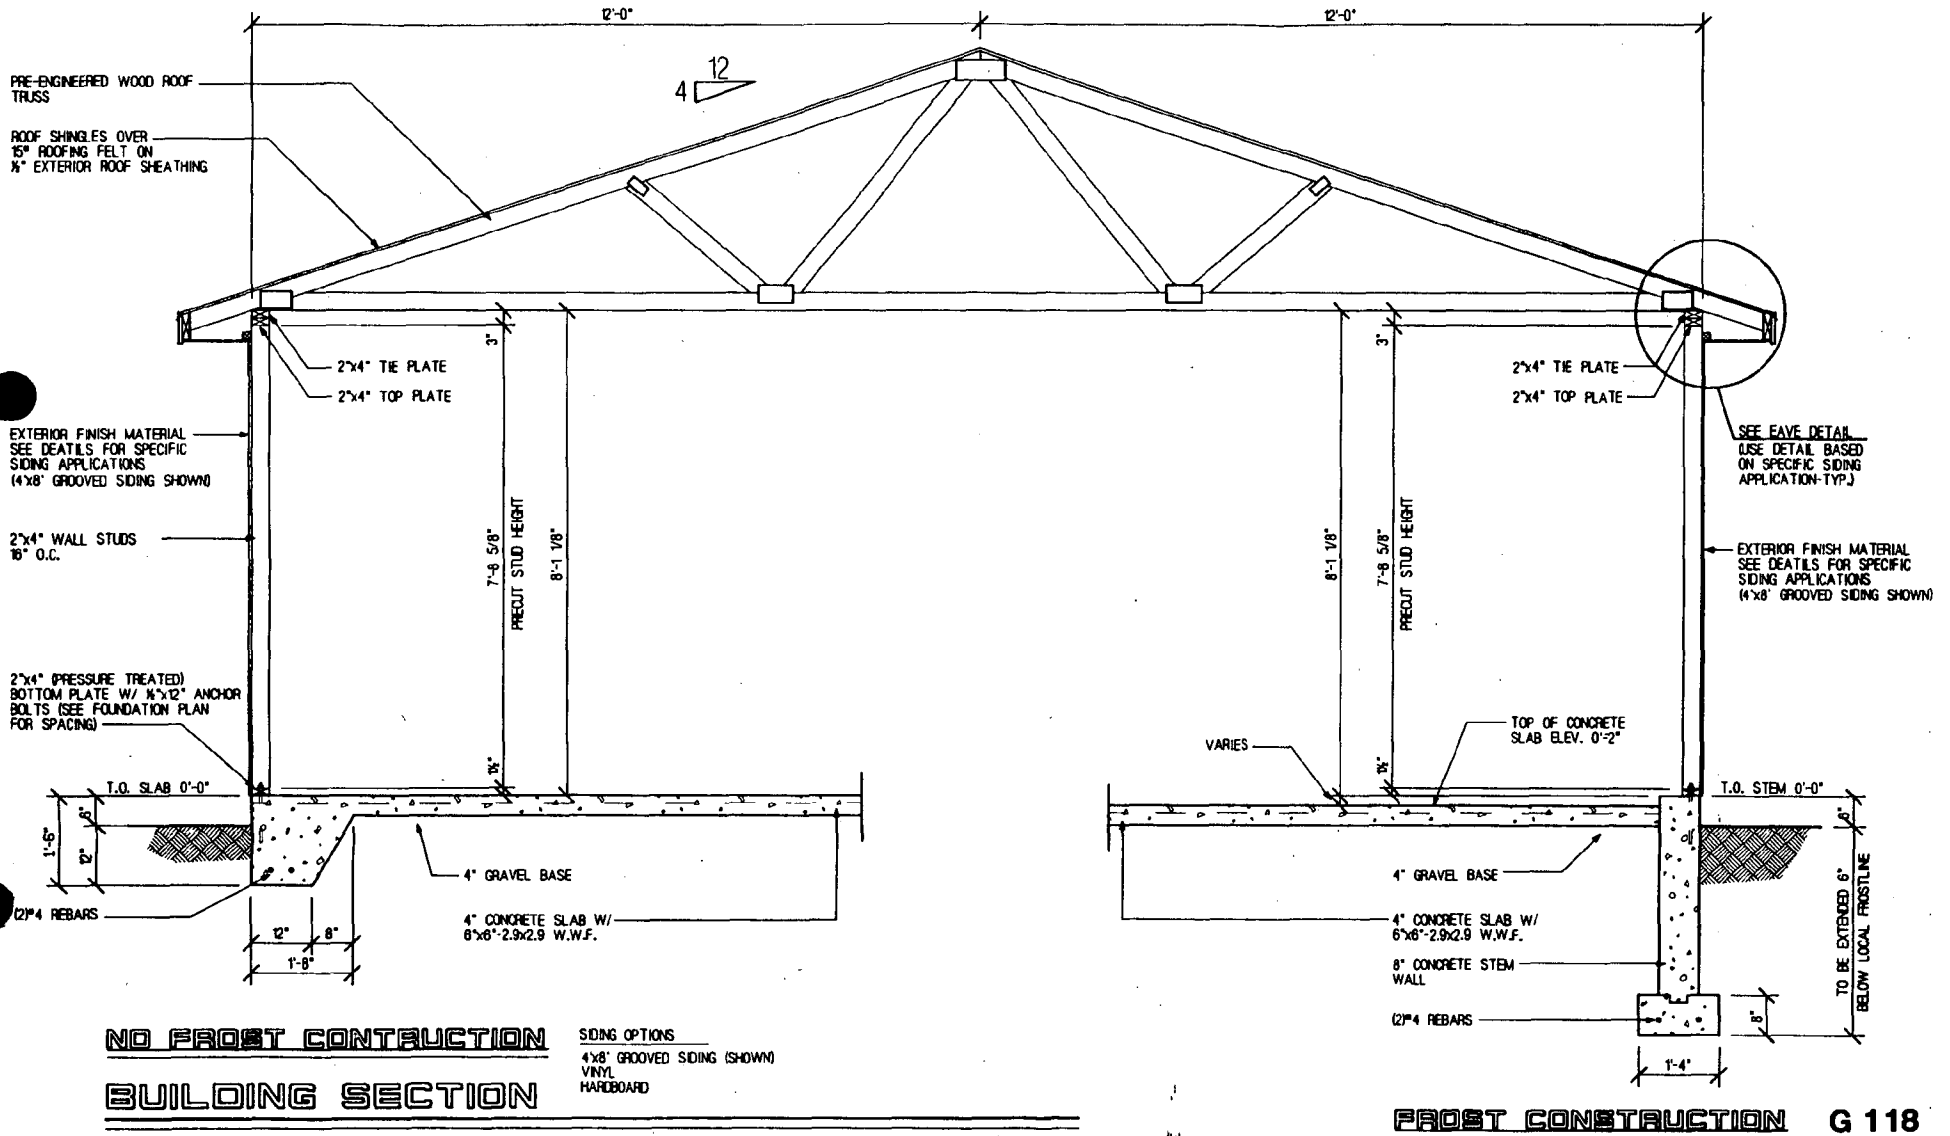 12'-0"
12'-0"
12
4
PRE-ENGINEERED WOOD ROOF
TRUSS
ROOF SHINGLES OVER
15# ROOFING FELT ON
½" EXTERIOR ROOF SHEATHING
3"
2"x4" TIE PLATE
2"x4" TOP PLATE
EXTERIOR FINISH MATERIAL
SEE DEATILS FOR SPECIFIC
SIDING APPLICATIONS
(4'x8' GROOVED SIDING SHOWN)
2"x4" WALL STUDS
16" O.C.
7'-8 5/8"
PRECUT STUD HEIGHT
8'-1 1/8"
2"x4" (PRESSURE TREATED)
BOTTOM PLATE W/ ½"x12" ANCHOR
BOLTS (SEE FOUNDATION PLAN
FOR SPACING)
1½"
T.O. SLAB 0'-0"
1'-6"
6"
12"
(2)#4 REBARS
12"
8"
1'-8"
4" GRAVEL BASE
4" CONCRETE SLAB W/
6"x6"-2.9x2.9 W.W.F.
3"
2"x4" TIE PLATE
2"x4" TOP PLATE
SEE EAVE DETAIL
(USE DETAIL BASED
ON SPECIFIC SIDING
APPLICATION-TYP.)
8'-1 1/8"
7'-8 5/8"
PRECUT STUD HEIGHT
EXTERIOR FINISH MATERIAL
SEE DEATILS FOR SPECIFIC
SIDING APPLICATIONS
(4'x8' GROOVED SIDING SHOWN)
VARIES
1½"
TOP OF CONCRETE
SLAB ELEV. 0'-2"
T.O. STEM 0'-0"
6"
4" GRAVEL BASE
4" CONCRETE SLAB W/
6"x6"-2.9x2.9 W.W.F.
8" CONCRETE STEM
WALL
(2)#4 REBARS
TO BE EXTENDED 6"
BELOW LOCAL FROSTLINE
8"
1'-4"
NO FROST CONTRUCTION
BUILDING SECTION
SIDING OPTIONS
4'x8' GROOVED SIDING (SHOWN)
VINYL
HARDBOARD
FROST CONSTRUCTION
G 118